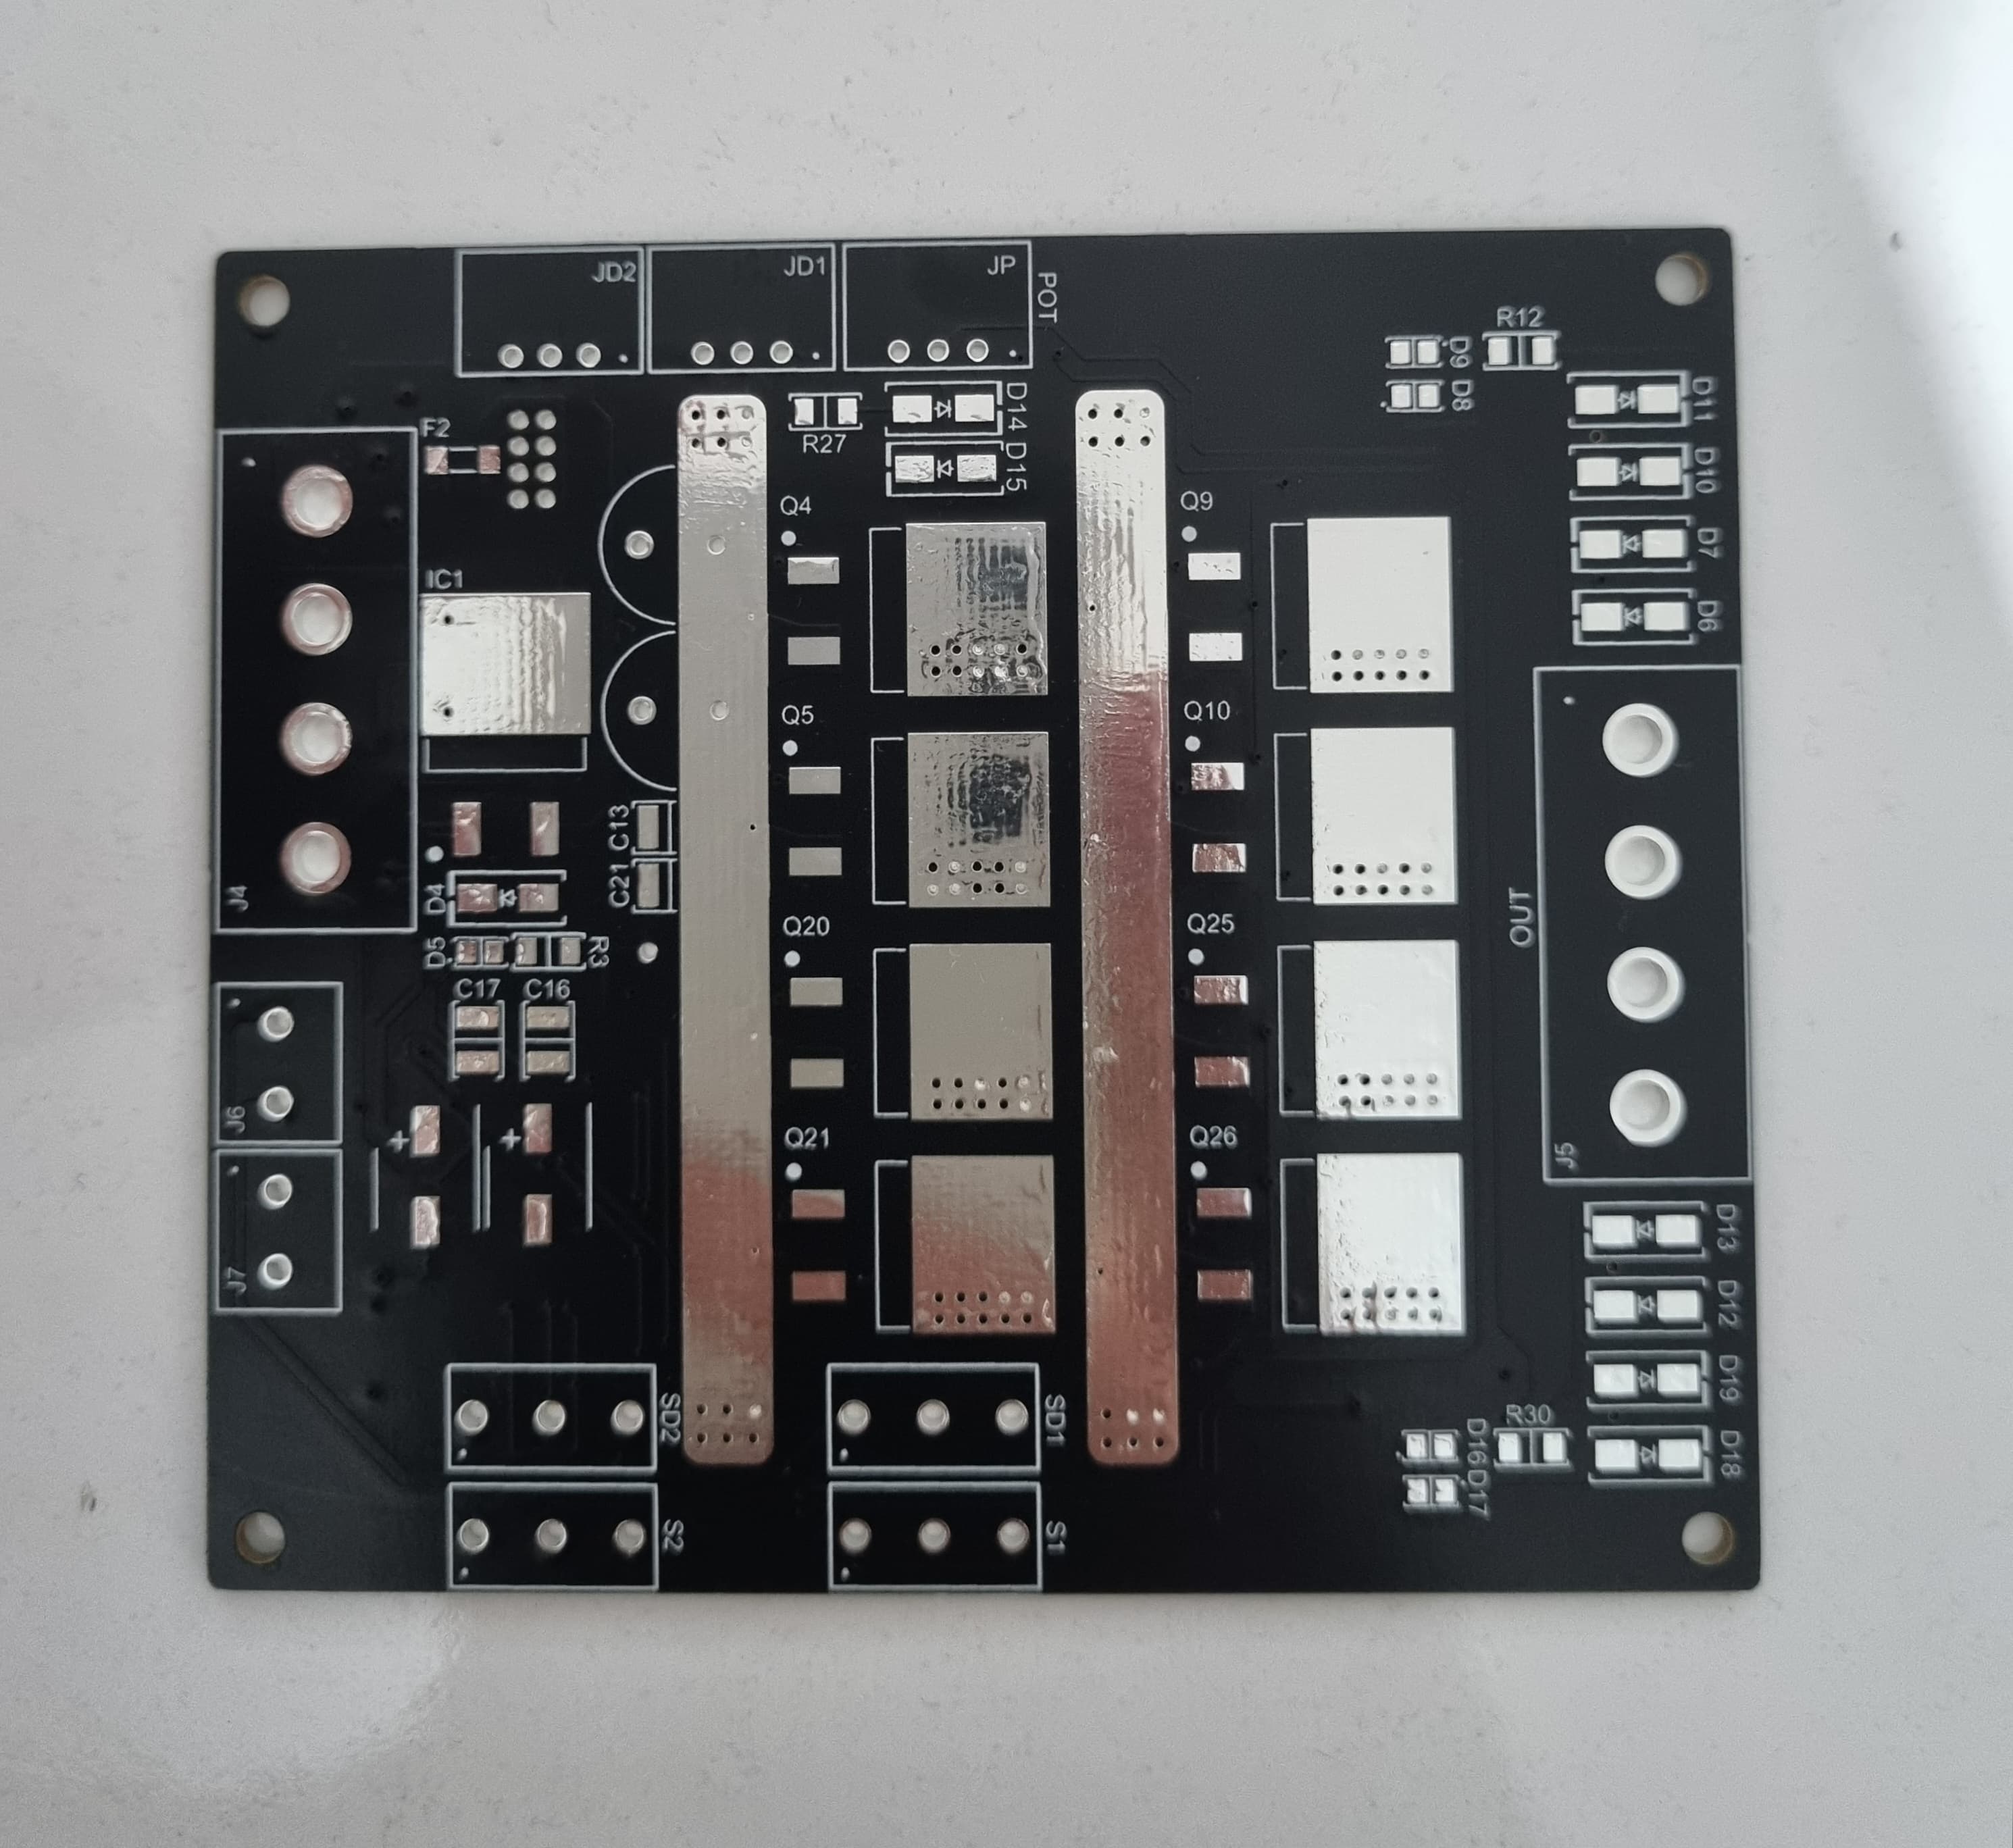 JD2
JD1
JP
POT
R12
D9
D8
D11
F2
R27
D14
D15
D10
Q4
Q9
D7
IC1
D6
Q5
Q10
C13
C21
J4
D4
Q20
Q25
OUT
D5
R3
C17
C16
J6
+
+
Q21
Q26
J5
J7
D13
D12
D19
SD2
SD1
D16
D17
R30
D18
S2
S1